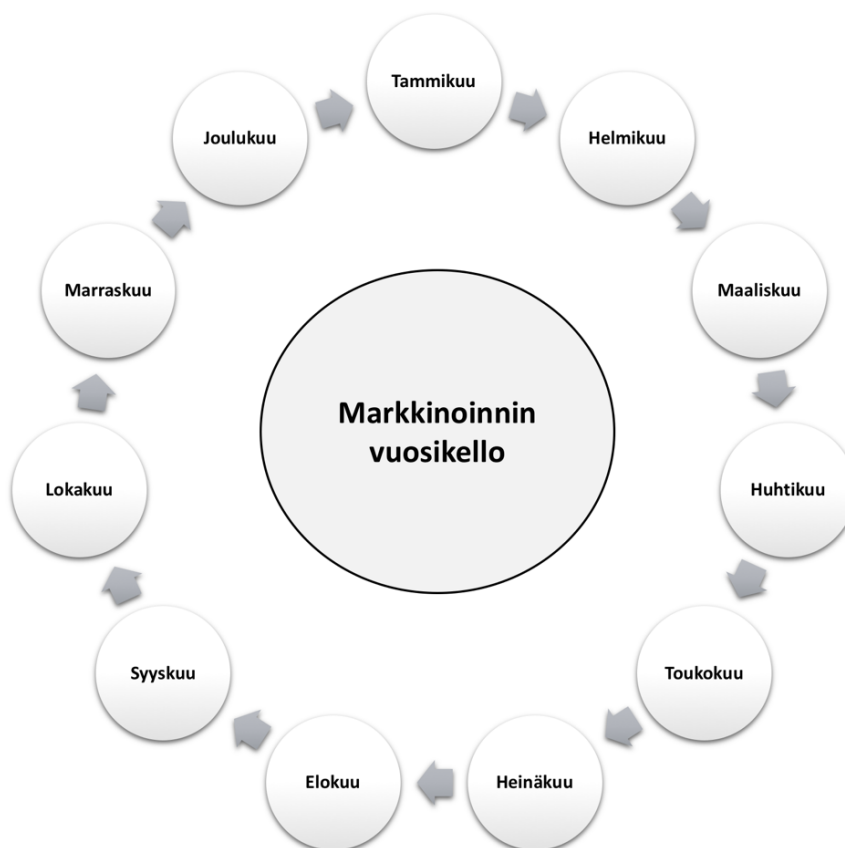 Tammikuu
Helmikuu
Maaliskuu
Huhtikuu
Toukokuu
Heinäkuu
Elokuu
Syyskuu
Lokakuu
Marraskuu
Joulukuu
Markkinoinnin
vuosikello